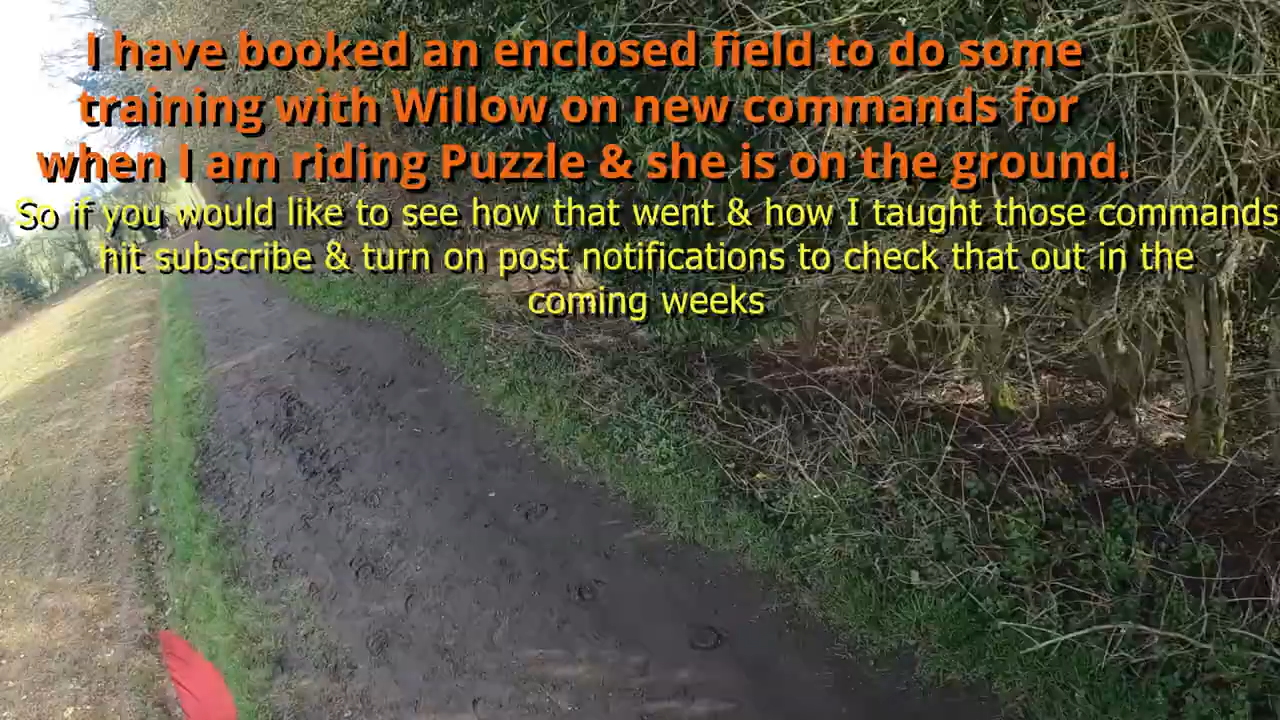 I have booked an enclosed field to do some
training with Willow on new commands for
when I am riding Puzzle & she is on the ground.
So if you would like to see how that went & how I taught those commands
hit subscribe & turn on post notifications to check that out in the
coming weeks